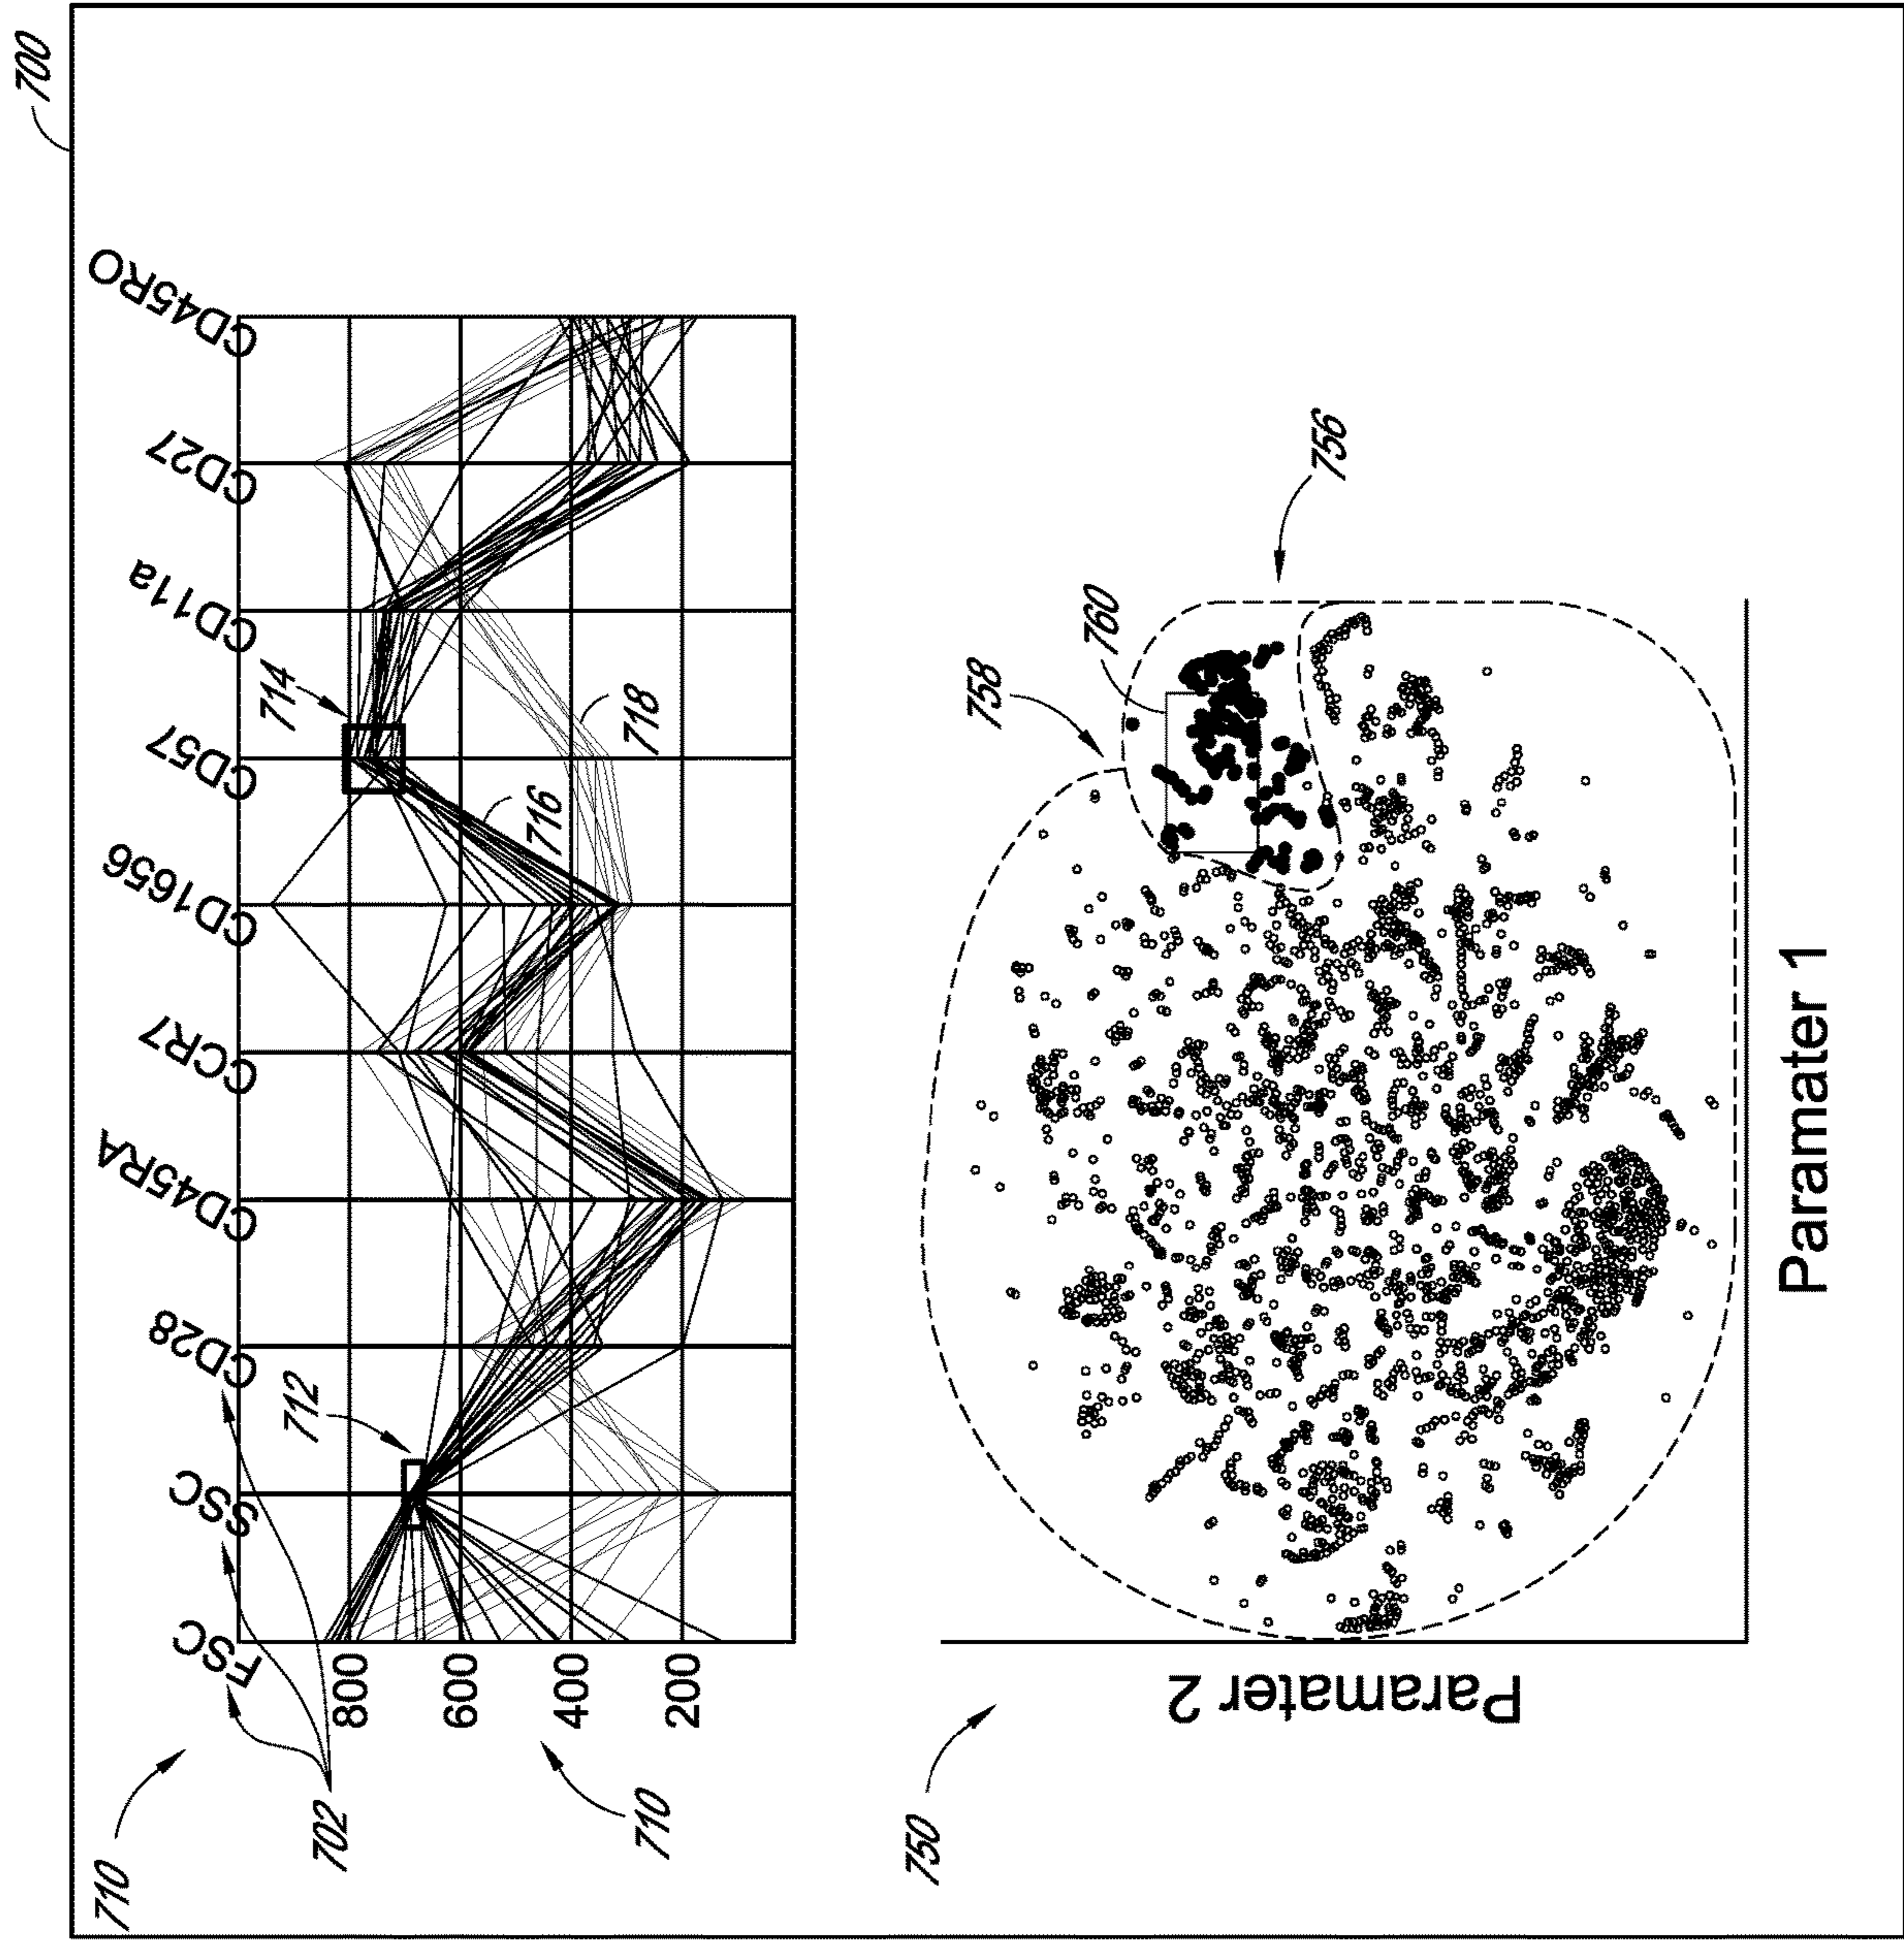 700
710
702
FSC
SSC
CD28
CD45RA
CCR7
CD1656
CD57
CD11a
CD27
CD45RO
712
714
800
600
400
200
716
718
710
750
758
760
756
Paramater 2
Paramater 1